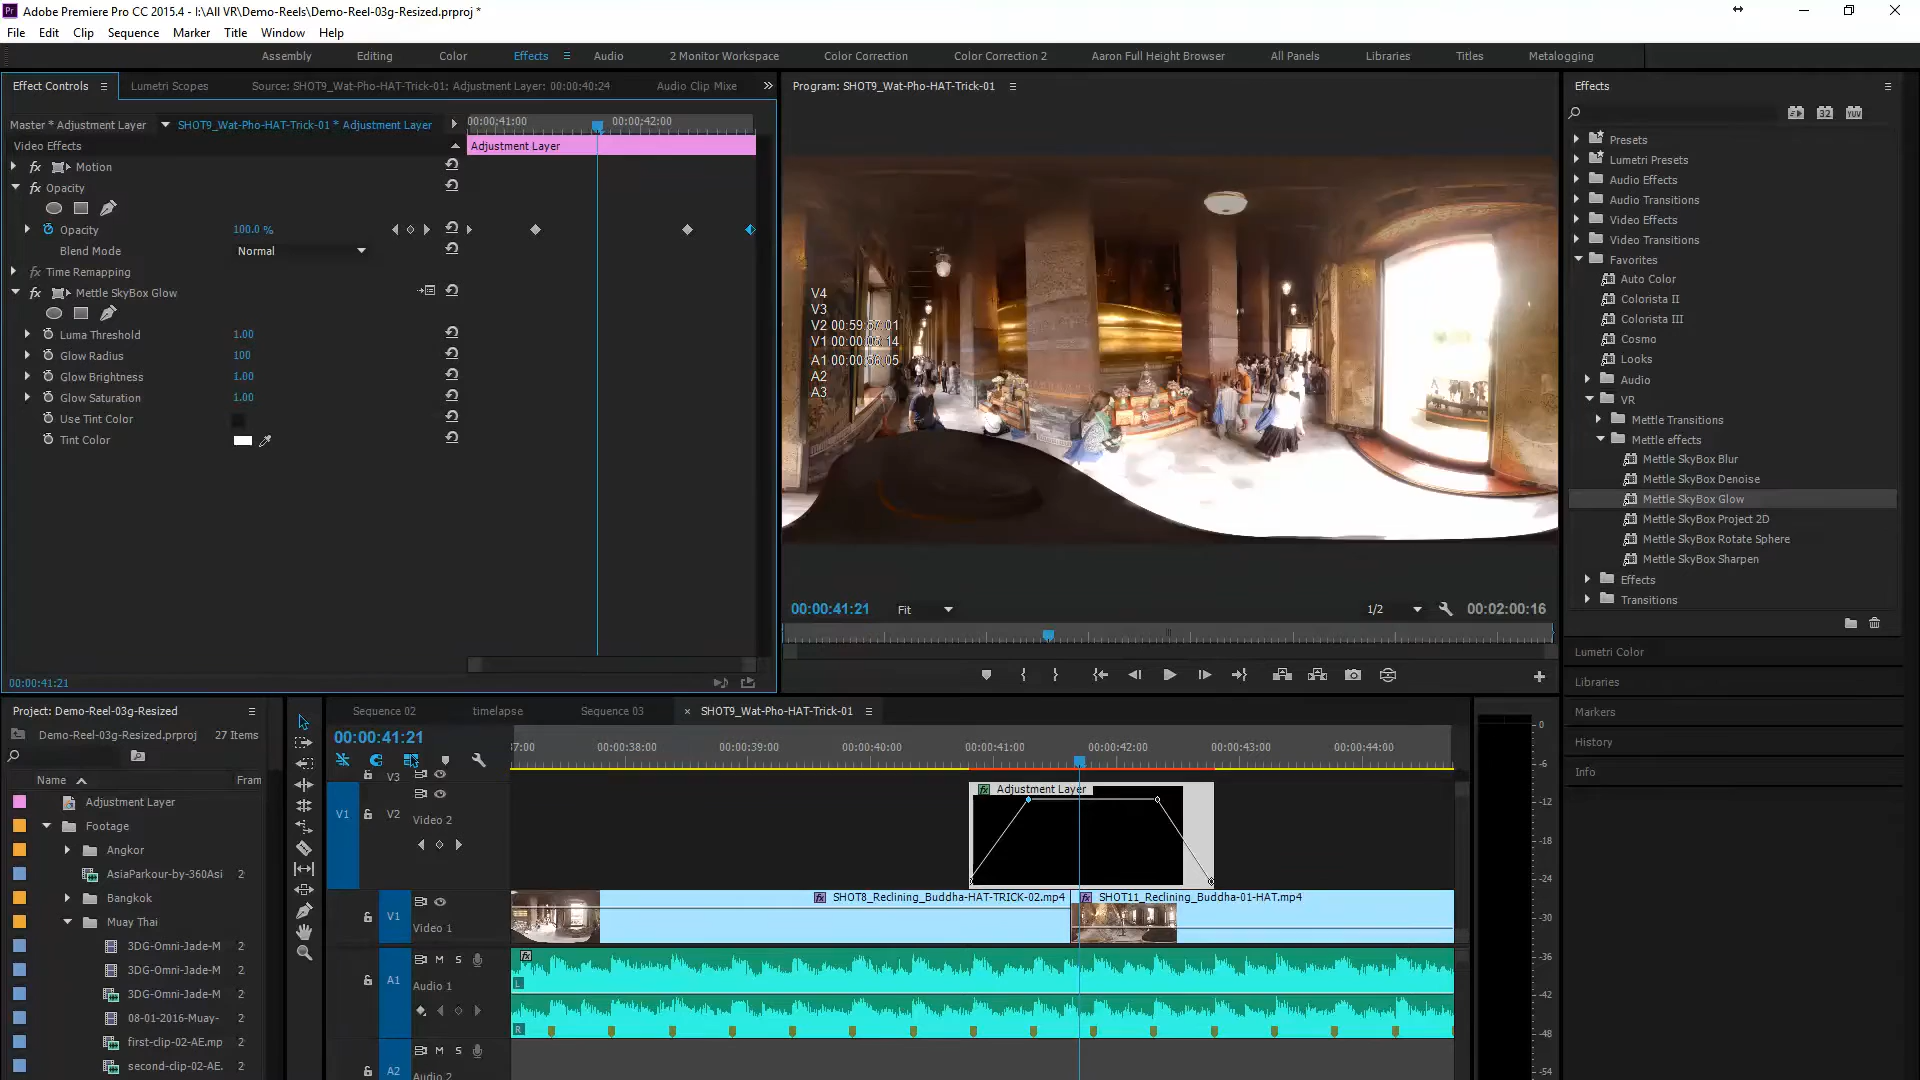 Adobe Premiere Pro CC 2015.4 - I:\All VR\Demo-Reels\Demo-Reel-03g-Resized.prproj *
File Edit Clip Sequence Marker Title Window Help
Assembly Editing Color Effects Audio 2 Monitor Workspace Color Correction Color Correction 2 Aaron Full Height Browser All Panels Libraries Titles Metalogging
Effect Controls Lumetri Scopes Source: SHOT9_Wat-Pho-HAT-Trick-01: Adjustment Layer: 00:00:40:24 Audio Clip Mixe
Master * Adjustment Layer SHOT9_Wat-Pho-HAT-Trick-01 * Adjustment Layer
00:00:41:00 00:00:42:00
Video Effects
Adjustment Layer
fx Motion
fx Opacity
Opacity 100.0 %
Blend Mode Normal
fx Time Remapping
fx Mettle SkyBox Glow
Luma Threshold 1.00
Glow Radius 100
Glow Brightness 1.00
Glow Saturation 1.00
Use Tint Color
Tint Color
00:00:41:21
Program: SHOT9_Wat-Pho-HAT-Trick-01
V4
V3
V2 00:59:57:01
A2
A3
00:00:41:21 Fit 1/2 00:02:00:16
Effects
Presets
Lumetri Presets
Audio Effects
Audio Transitions
Video Effects
Video Transitions
Favorites
Auto Color
Colorista II
Colorista III
Cosmo
Looks
Audio
VR
Mettle Transitions
Mettle effects
Mettle SkyBox Blur
Mettle SkyBox Denoise
Mettle SkyBox Glow
Mettle SkyBox Project 2D
Mettle SkyBox Rotate Sphere
Mettle SkyBox Sharpen
Effects
Transitions
Lumetri Color
Libraries
Markers
History
Info
Project: Demo-Reel-03g-Resized
Demo-Reel-03g-Resized.prproj 27 Items
Name Fram
Adjustment Layer
Footage
Angkor
AsiaParkour-by-360Asi 2
Bangkok
Muay Thai
3DG-Omni-Jade-M 2
3DG-Omni-Jade-M 2
3DG-Omni-Jade-M 2
08-01-2016-Muay- 2
first-clip-02-AE.mp 2
second-clip-02-AE. 2
Sequence 02 timelapse Sequence 03 × SHOT9_Wat-Pho-HAT-Trick-01
00:00:41:21
37:00 00:00:38:00 00:00:39:00 00:00:40:00 00:00:41:00 00:00:42:00 00:00:43:00 00:00:44:00
V3
V1 V2 Video 2
fx Adjustment Layer
V1 Video 1
fx SHOT8_Reclining_Buddha-HAT-TRICK-02.mp4 fx SHOT11_Reclining_Buddha-01-HAT.mp4
A1 M S Audio 1
fx
L
R
A2 M S Audio 2
0
-6
-12
-18
-24
-30
-36
-42
-48
-54